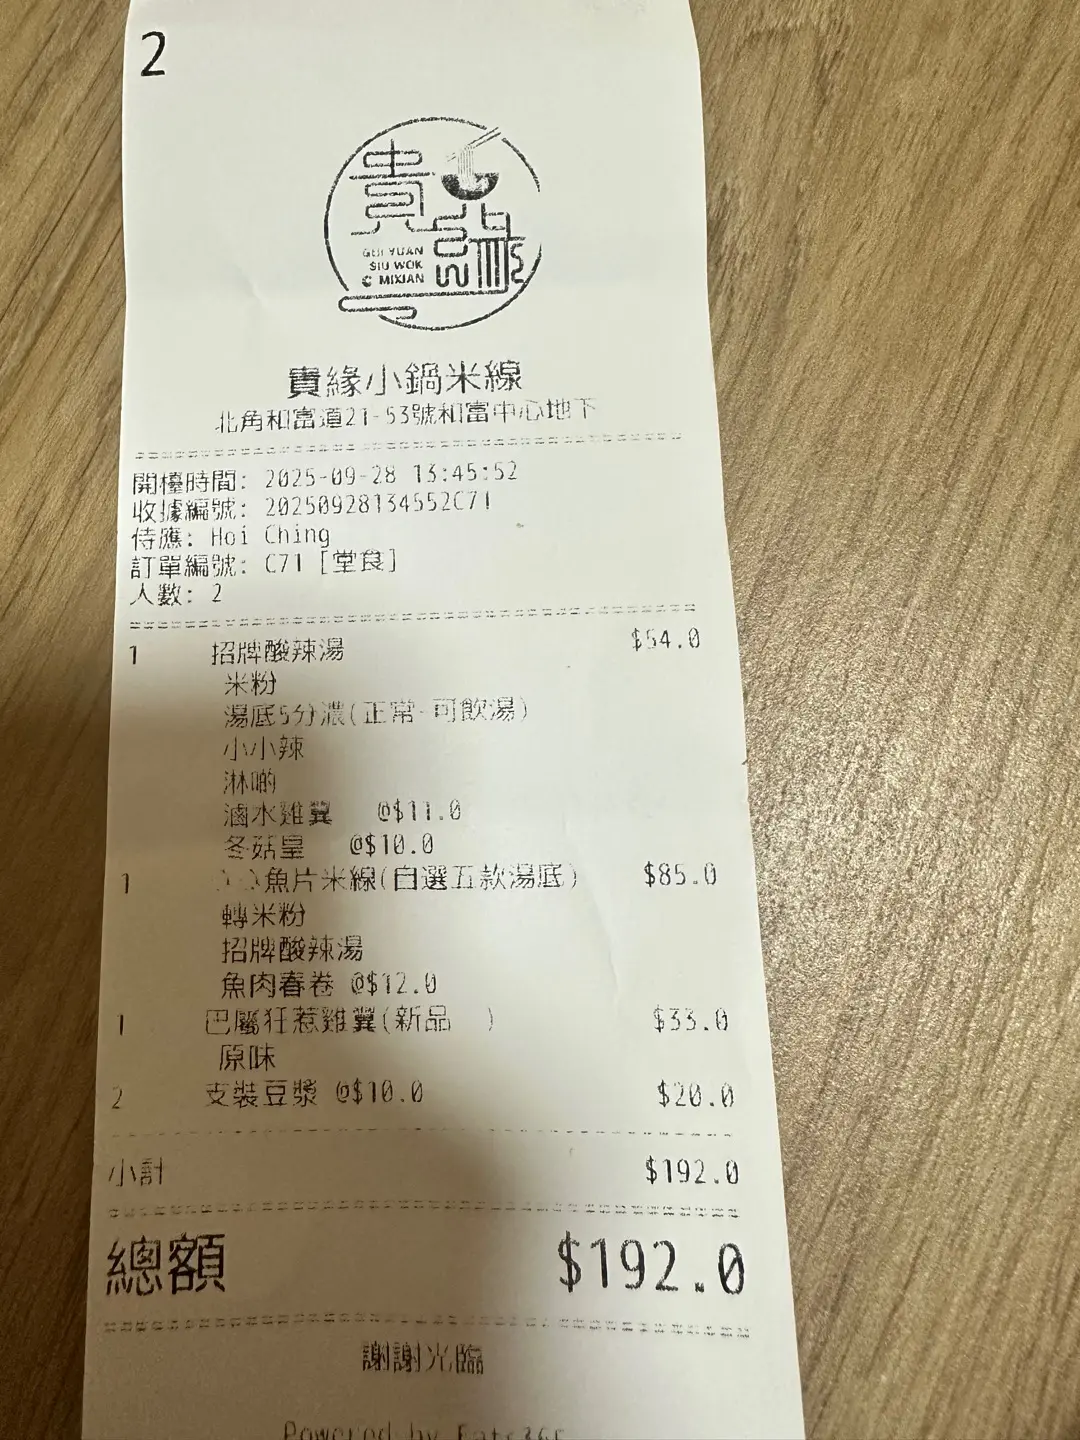 2
貴緣
GUI YUAN
SIU WOK
MIXIAN
貴緣小鍋米線
北角和富道21-53號和富中心地下
開檯時間: 2025-09-28 13:45:52
收據編號: 20250928134552C71
侍應: Hoi Ching
訂單編號: C71 [堂食]
人數: 2
1 招牌酸辣湯 $54.0
米粉
湯底5分濃(正常-可飲湯)
小小辣
淋啲
滷水雞翼 @$11.0
冬菇皇 @$10.0
1 魚片米線(自選五款湯底) $85.0
轉米粉
招牌酸辣湯
魚肉春卷 @$12.0
1 巴屬狂惹雞翼(新品 ) $33.0
原味
2 支裝豆漿 @$10.0 $20.0
小計 $192.0
總額 $192.0
謝謝光臨
Powered by Eats365